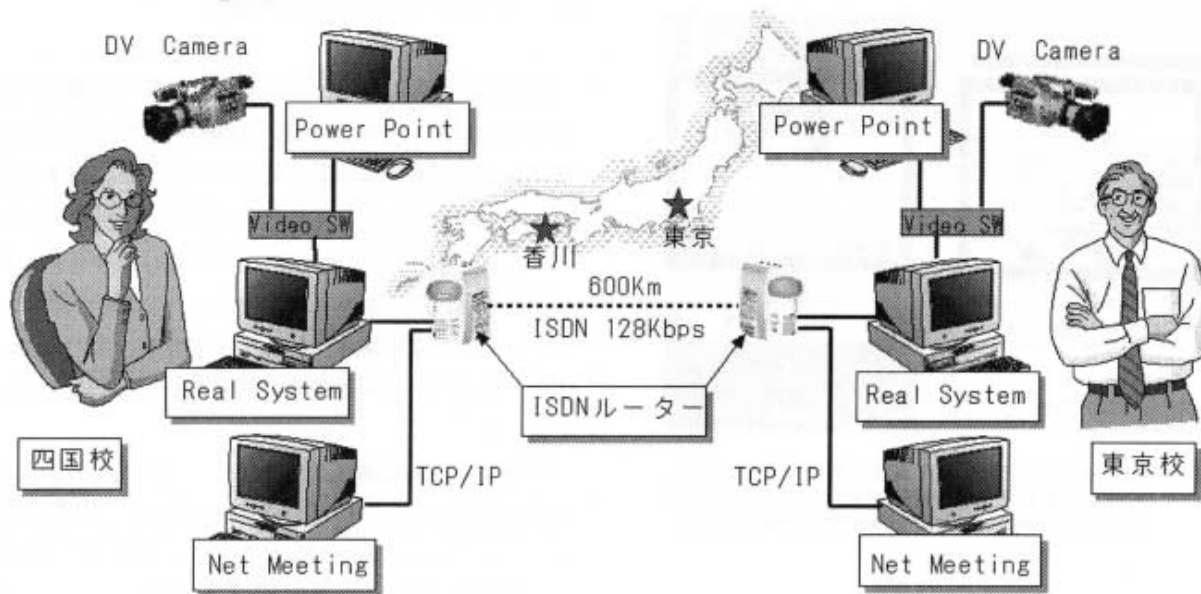 DV Camera
DV Camera
Power Point
Power Point
Video SW
Video SW
東京
香川
600Km
ISDN 128Kbps
Real System
Real System
ISDNルーター
四国校
東京校
TCP/IP
TCP/IP
Net Meeting
Net Meeting